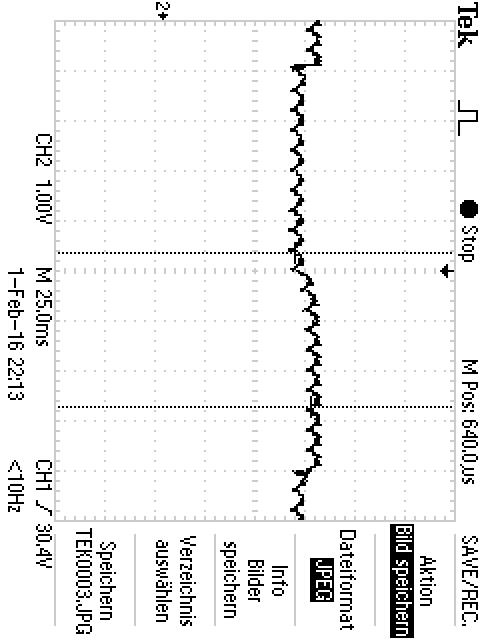 Tek
● Stop
M Pos: 640.0µs
SAVE/REC.
Aktion
Bild speichern
Dateiformat
JPEG
Info
Bilder
speichern
Verzeichnis
auswählen
Speichern
TEK0003.JPG
2
CH2 1.00V
M 25.0ms
CH1 / 30.4V
1-Feb-16 22:13
<10Hz